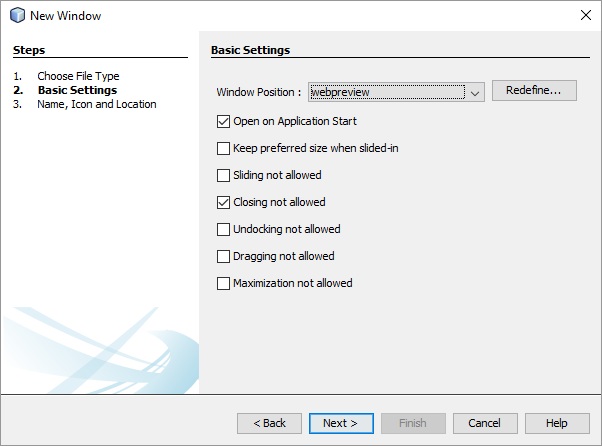 New Window
Steps
1. Choose File Type
2. Basic Settings
3. Name, Icon and Location
Basic Settings
Window Position : webpreview Redefine...
Open on Application Start
Keep preferred size when slided-in
Sliding not allowed
Closing not allowed
Undocking not allowed
Dragging not allowed
Maximization not allowed
< Back Next > Finish Cancel Help